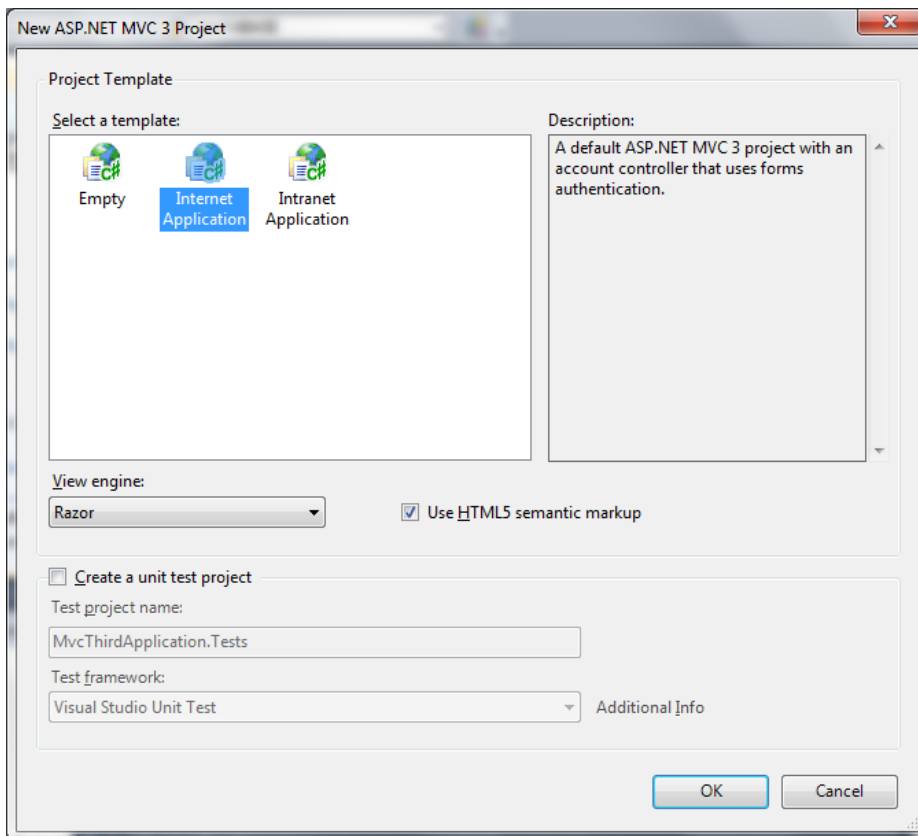 New ASP.NET MVC 3 Project
Project Template
Select a template:
Empty
Internet
Application
Intranet
Application
Description:
A default ASP.NET MVC 3 project with an
account controller that uses forms
authentication.
View engine:
Razor
Use HTML5 semantic markup
Create a unit test project
Test project name:
MvcThirdApplication.Tests
Test framework:
Visual Studio Unit Test
Additional Info
OK
Cancel